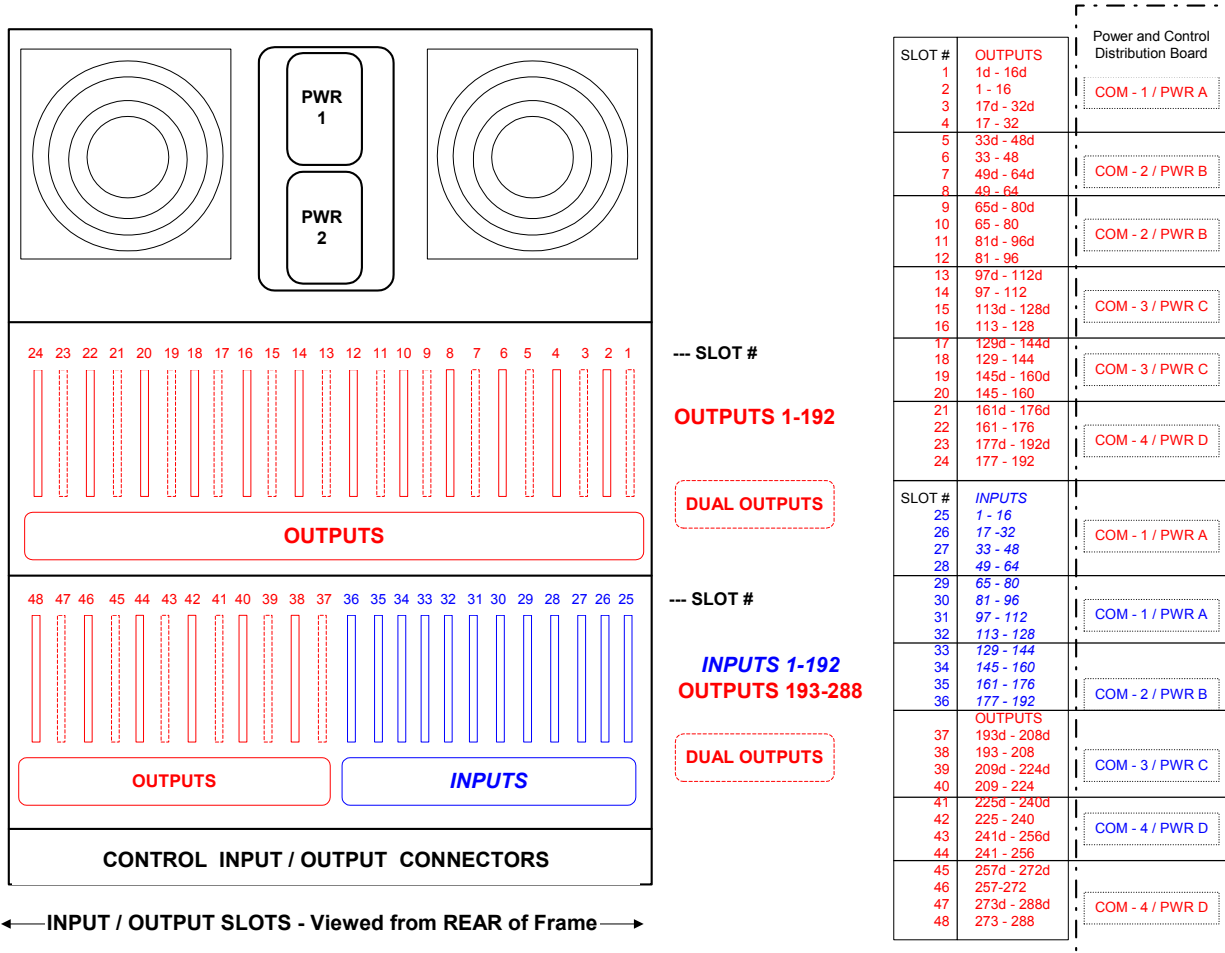 PWR
1
PWR
2
24 23 22 21 20 19 18 17 16 15 14 13 12 11 10 9 8 7 6 5 4 3 2 1
--- SLOT #
OUTPUTS 1-192
DUAL OUTPUTS
OUTPUTS
48 47 46 45 44 43 42 41 40 39 38 37 36 35 34 33 32 31 30 29 28 27 26 25
--- SLOT #
INPUTS 1-192
OUTPUTS 193-288
DUAL OUTPUTS
OUTPUTS
INPUTS
CONTROL INPUT / OUTPUT CONNECTORS
INPUT / OUTPUT SLOTS - Viewed from REAR of Frame
Power and Control
Distribution Board
SLOT # OUTPUTS
1 1d - 16d
2 1 - 16
3 17d - 32d
4 17 - 32
COM - 1 / PWR A
5 33d - 48d
6 33 - 48
7 49d - 64d
8 49 - 64
COM - 2 / PWR B
9 65d - 80d
10 65 - 80
11 81d - 96d
12 81 - 96
COM - 2 / PWR B
13 97d - 112d
14 97 - 112
15 113d - 128d
16 113 - 128
COM - 3 / PWR C
17 129d - 144d
18 129 - 144
19 145d - 160d
20 145 - 160
COM - 3 / PWR C
21 161d - 176d
22 161 - 176
23 177d - 192d
24 177 - 192
COM - 4 / PWR D
SLOT # INPUTS
25 1 - 16
26 17 -32
27 33 - 48
28 49 - 64
COM - 1 / PWR A
29 65 - 80
30 81 - 96
31 97 - 112
32 113 - 128
COM - 1 / PWR A
33 129 - 144
34 145 - 160
35 161 - 176
36 177 - 192
COM - 2 / PWR B
OUTPUTS
37 193d - 208d
38 193 - 208
39 209d - 224d
40 209 - 224
COM - 3 / PWR C
41 225d - 240d
42 225 - 240
43 241d - 256d
44 241 - 256
COM - 4 / PWR D
45 257d - 272d
46 257-272
47 273d - 288d
48 273 - 288
COM - 4 / PWR D